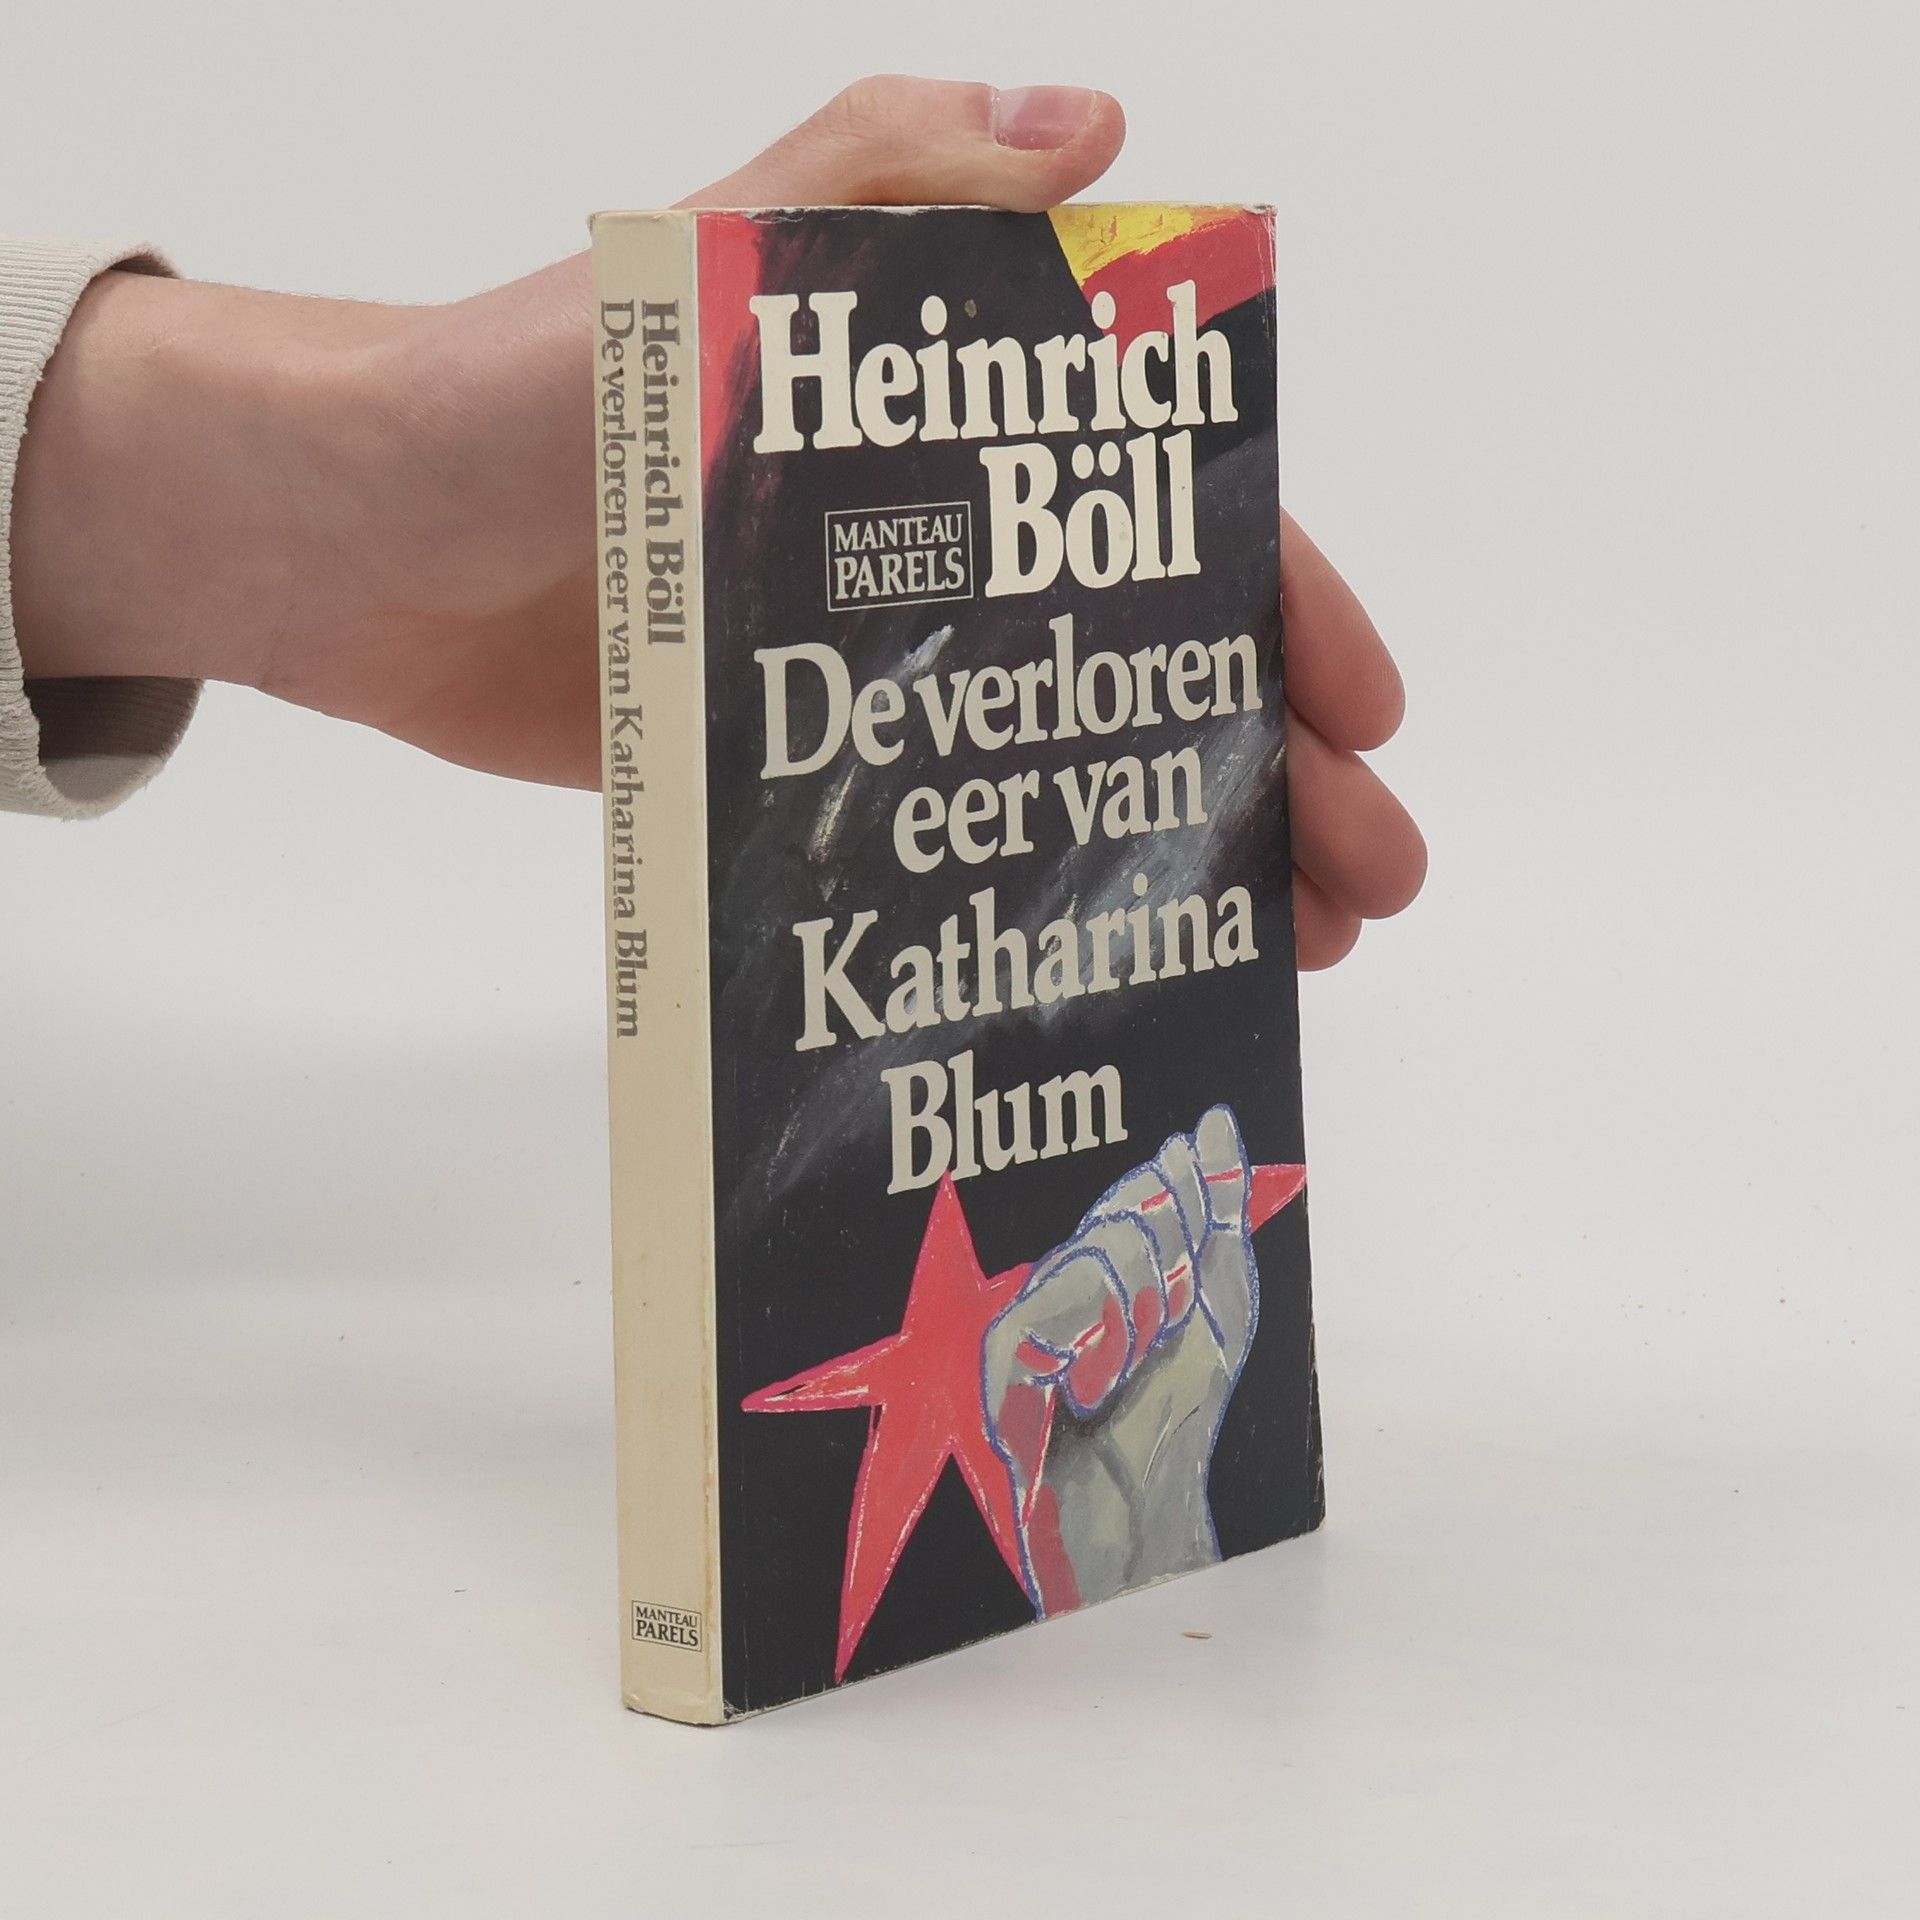 Heinrich
Böll
MANTEAU
PARELS
De verloren
eer van
Katharina
Blum
Heinrich Böll
De verloren eer van Katharina Blum
MANTEAU
PARELS